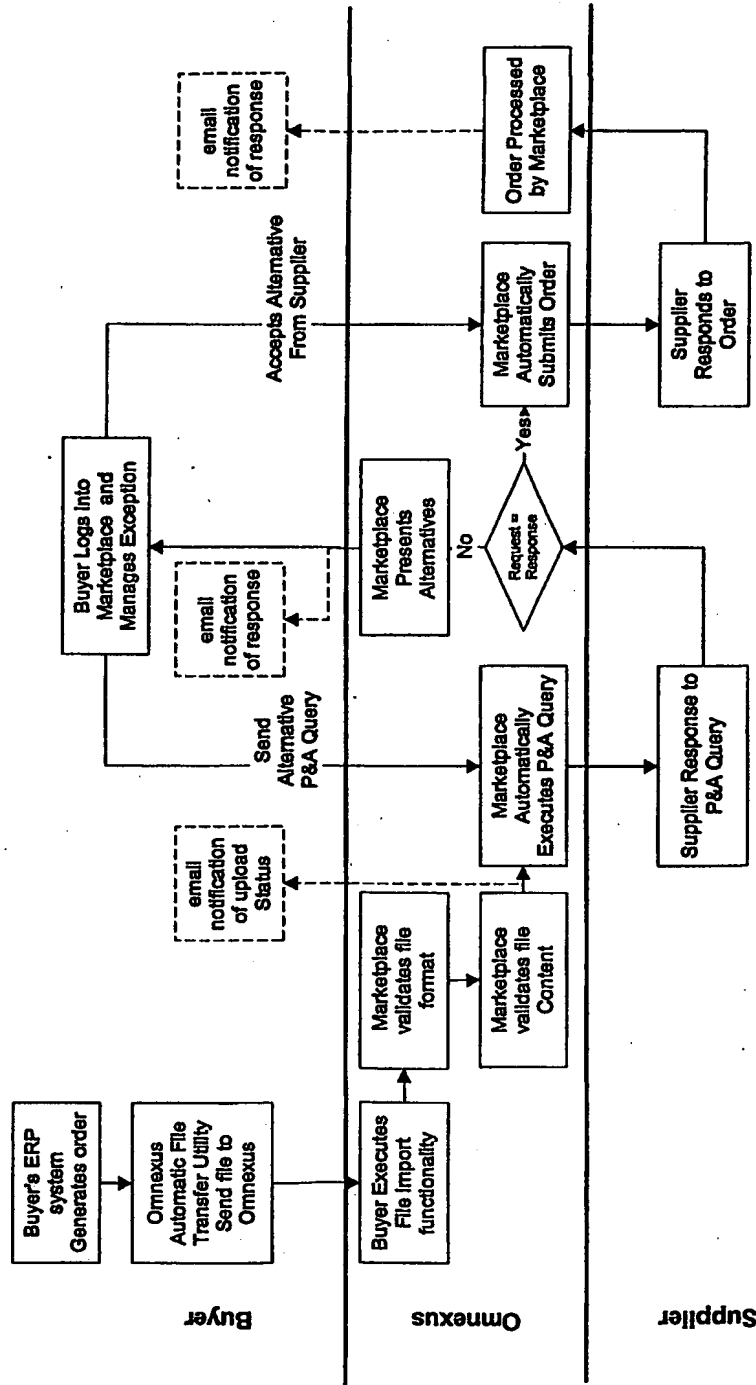 Buyer
Buyer's ERP
system
Generates order
Omnexus
Automatic File
Transfer Utility
Send file to
Omnexus
email
notification
of upload
Status
Send
Alternative
P&A Query
Buyer Logs Into
Marketplace and
Manages Exception
email
notification
of response
Accepts Alternative
From Supplier
email
notification
of response
Omnexus
Buyer Executes
File Import
functionality
Marketplace
validates file
format
Marketplace
validates file
Content
Marketplace
Automatically
Executes P&A Query
Marketplace
Presents
Alternatives
No
Request =
Response
Yes
Marketplace
Automatically
Submits Order
Order Processed
by Marketplace
Supplier
Supplier Response to
P&A Query
Supplier
Responds to
Order